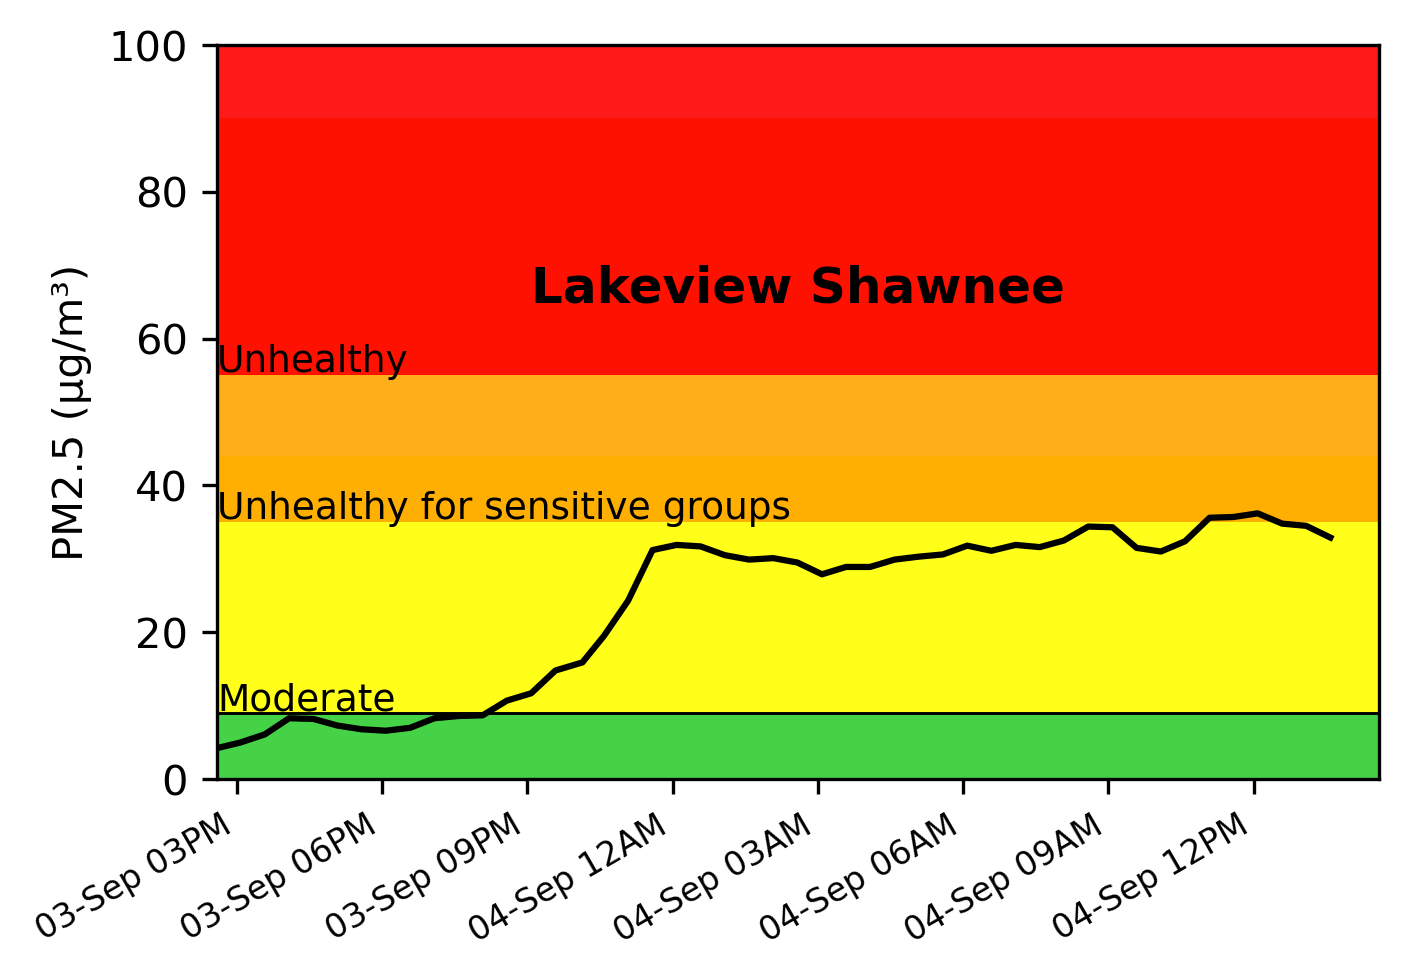 100
80
60
40
20
0
PM2.5 (µg/m³)
Lakeview Shawnee
Unhealthy
Unhealthy for sensitive groups
Moderate
03-Sep 03PM
03-Sep 06PM
03-Sep 09PM
04-Sep 12AM
04-Sep 03AM
04-Sep 06AM
04-Sep 09AM
04-Sep 12PM